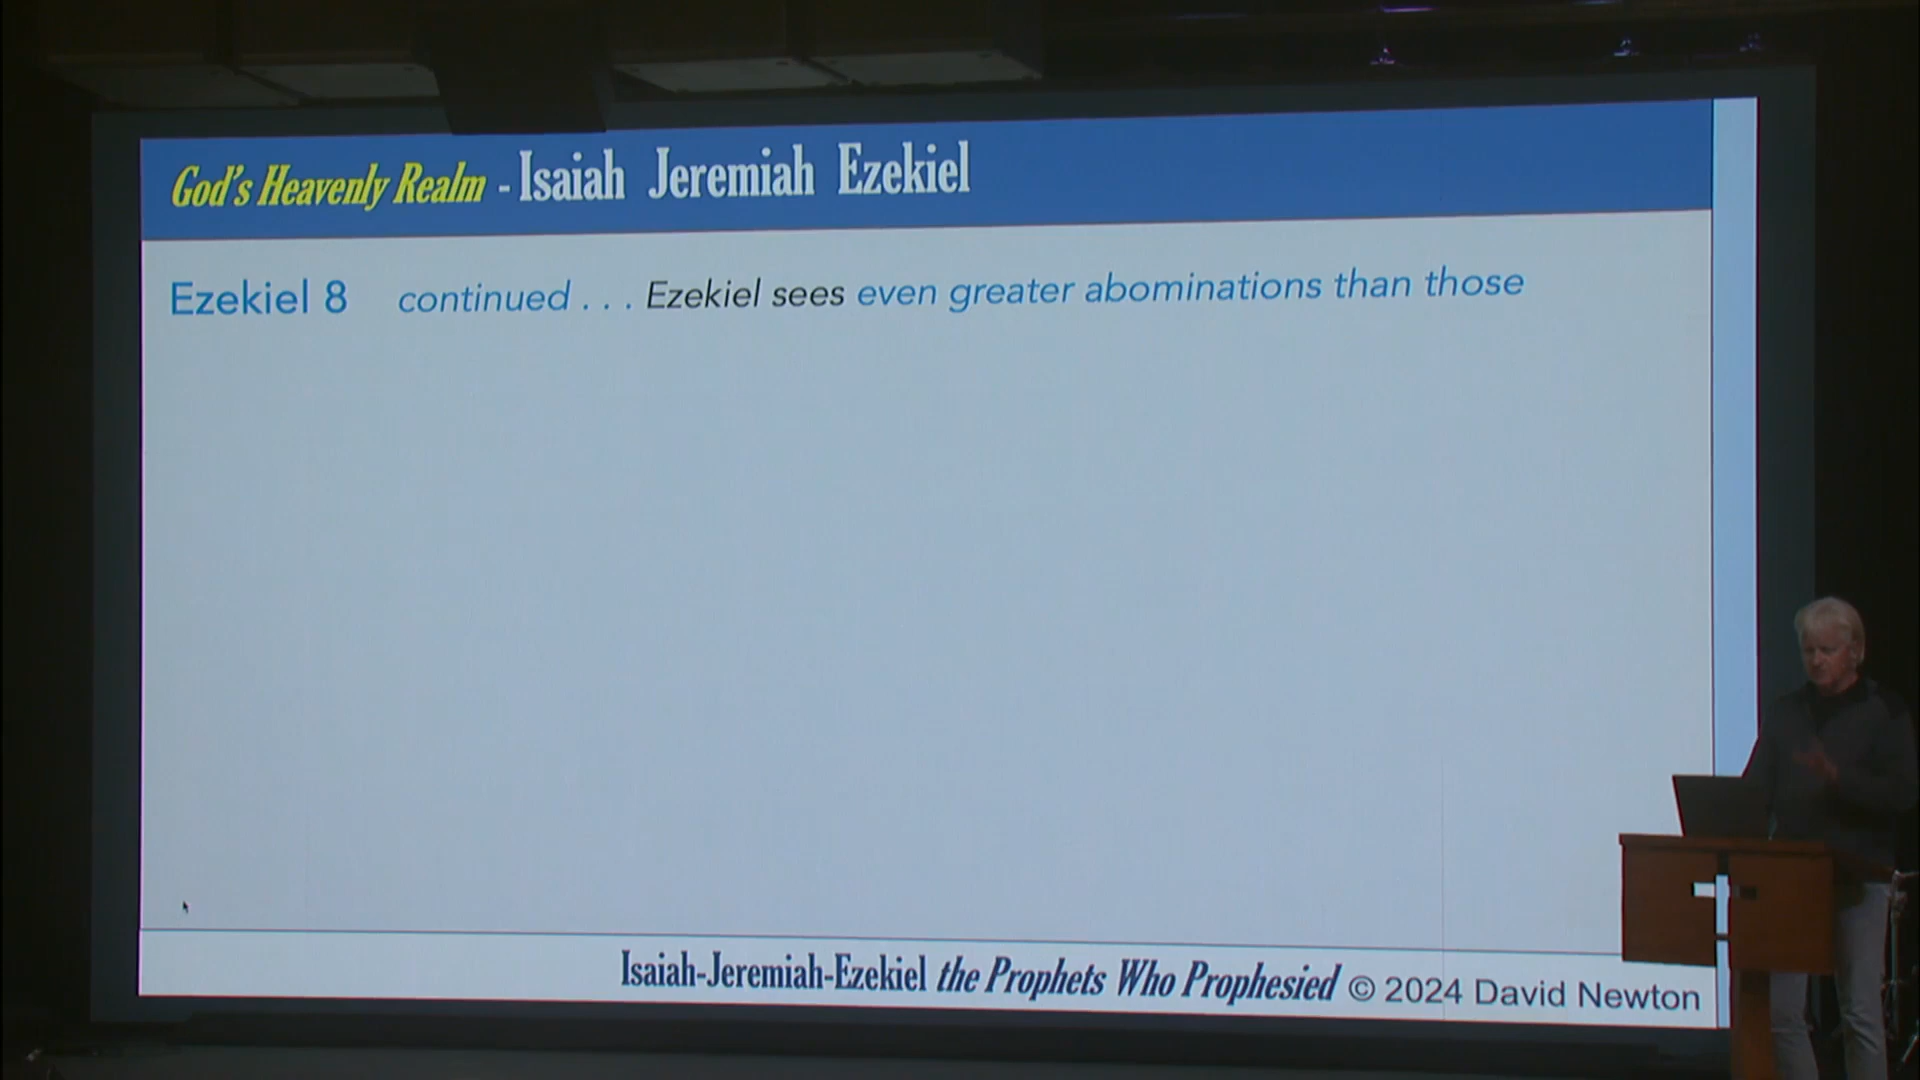 God's Heavenly Realm - Isaiah Jeremiah Ezekiel
Ezekiel 8 continued . . . Ezekiel sees even greater abominations than those
Isaiah-Jeremiah-Ezekiel the Prophets Who Prophesied © 2024 David Newton